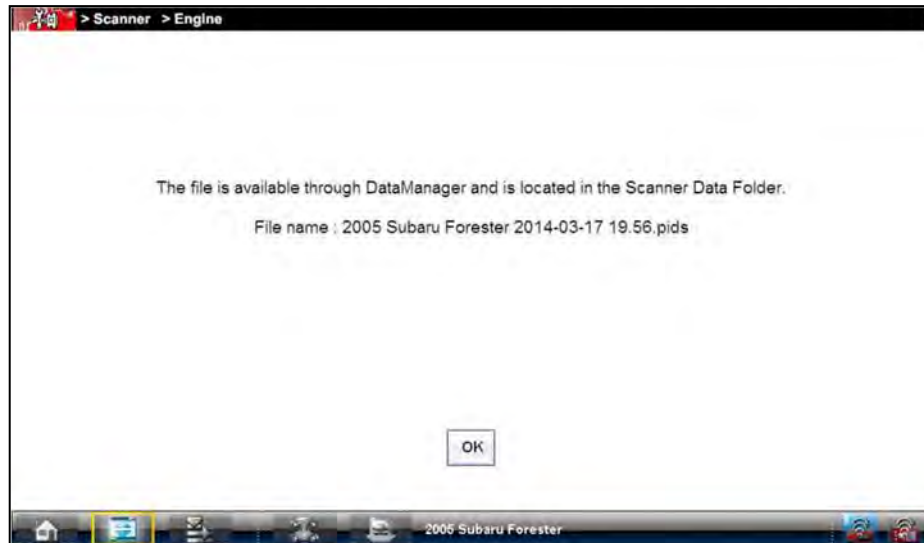 > Scanner > Engine
The file is available through DataManager and is located in the Scanner Data Folder.
File name : 2005 Subaru Forester 2014-03-17 19.56.pids
OK
2005 Subaru Forester